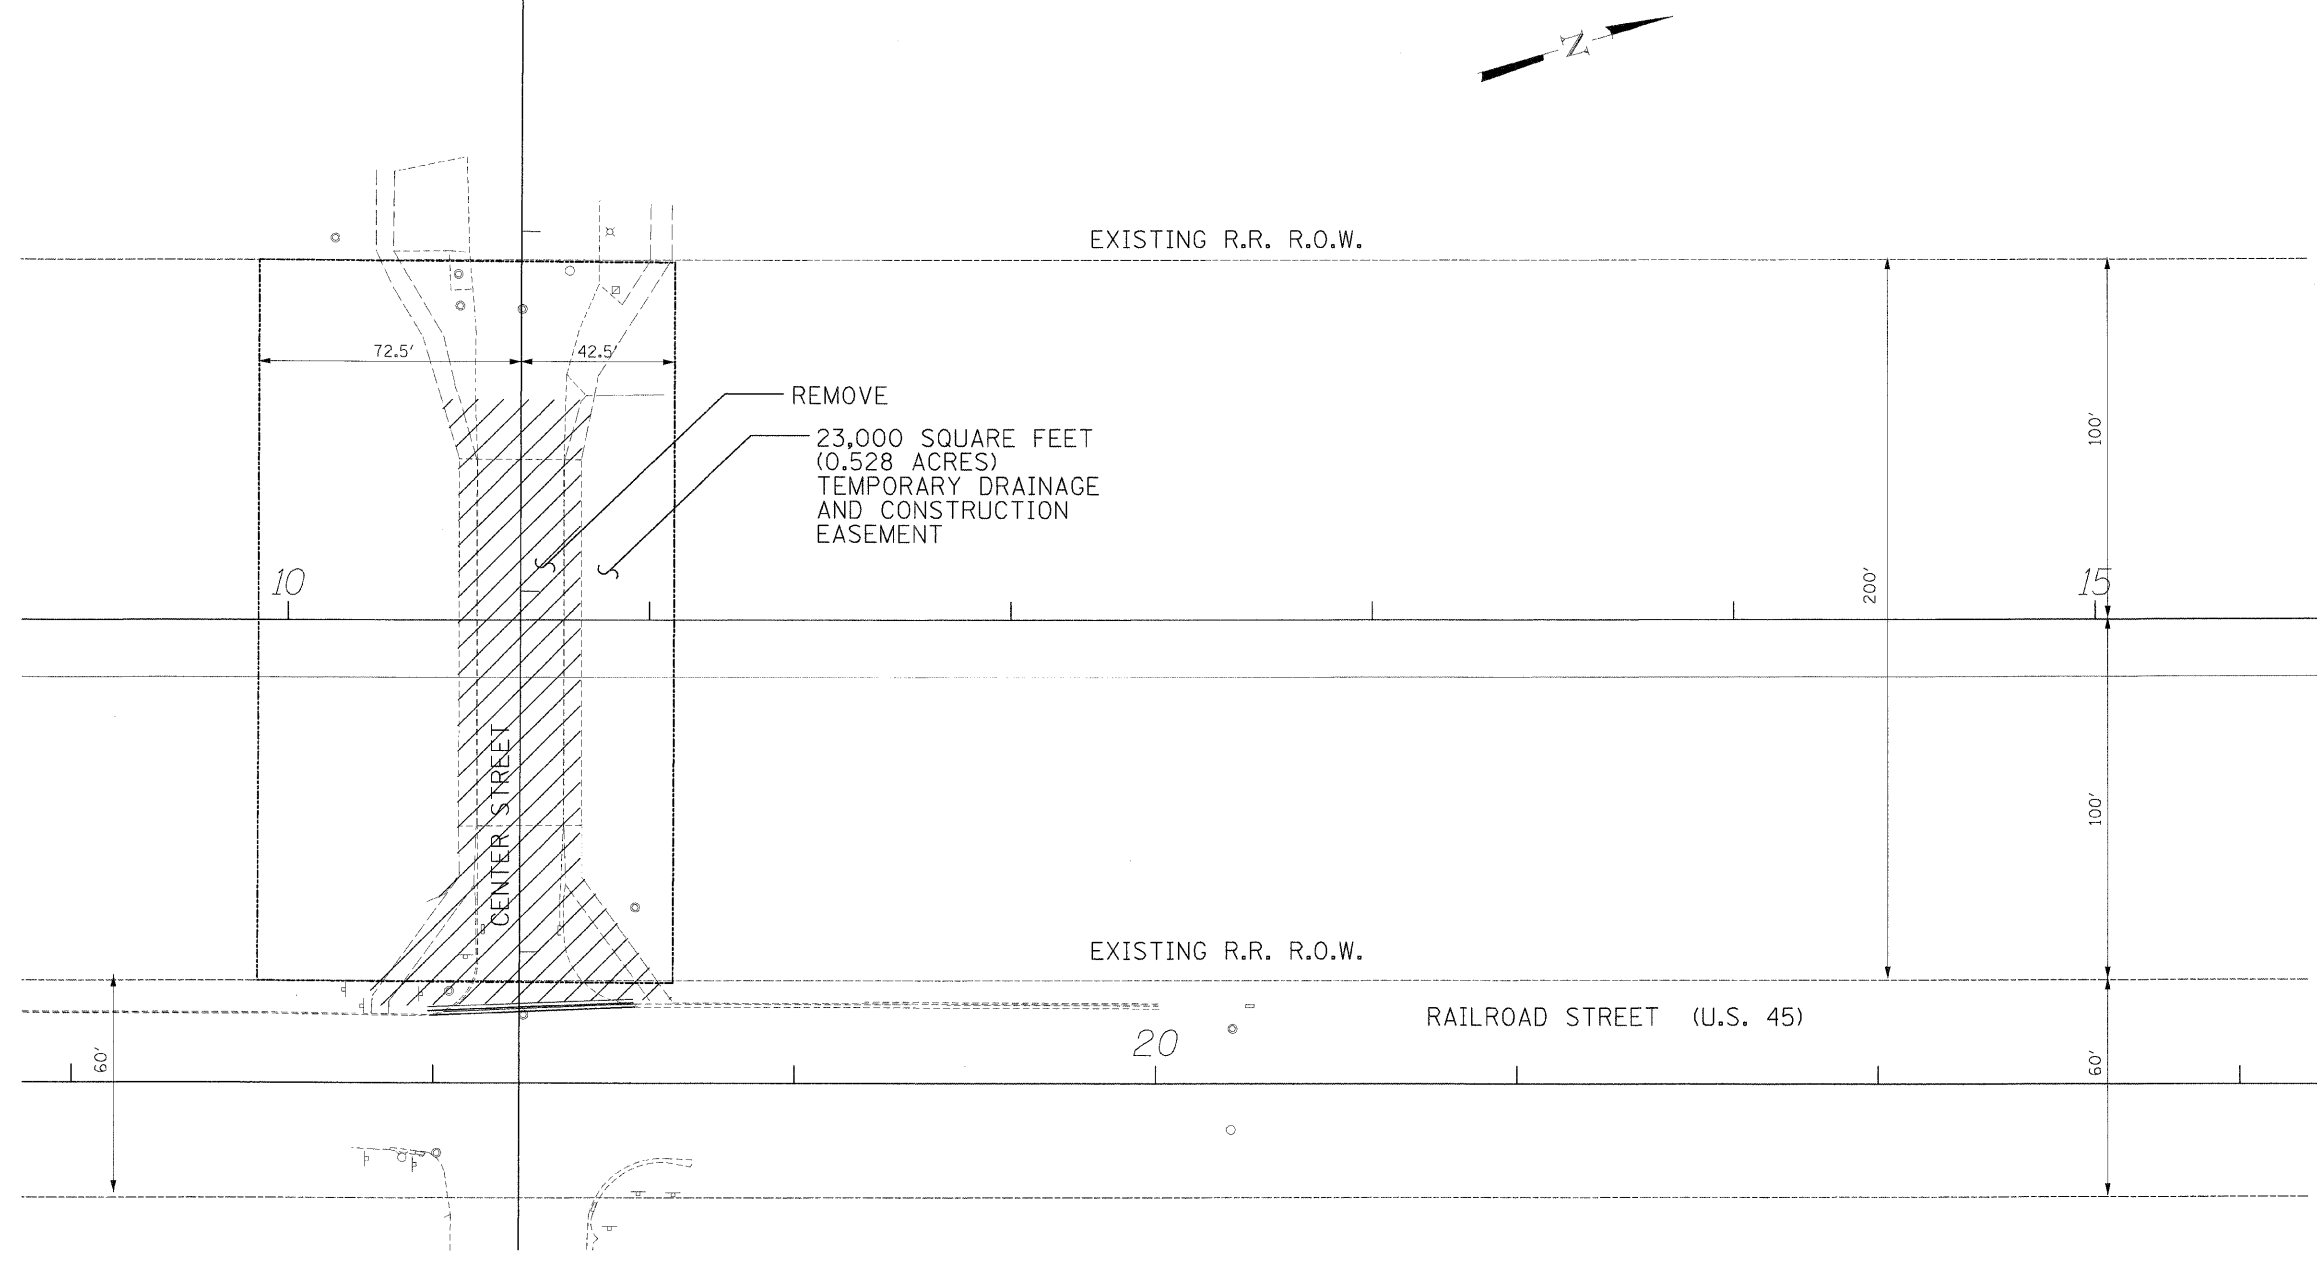 N
EXISTING R.R. R.O.W.
72.5'
42.5'
REMOVE
23,000 SQUARE FEET
(0.528 ACRES)
TEMPORARY DRAINAGE
AND CONSTRUCTION
EASEMENT
100'
10
200'
15
CENTER STREET
100'
EXISTING R.R. R.O.W.
RAILROAD STREET (U.S. 45)
20
60'
60'